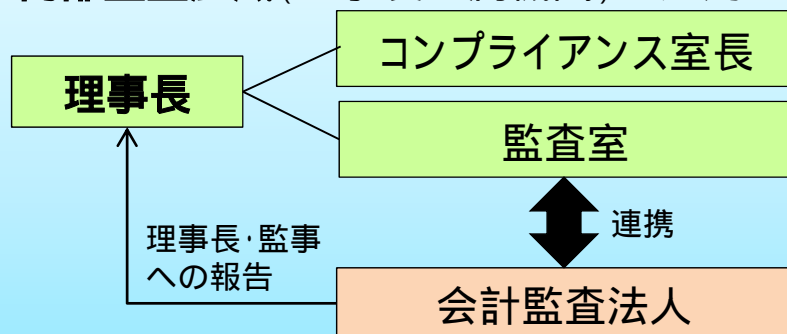 コンプライアンス室長
理事長
監査室
連携
理事長・監事
への報告
会計監査法人